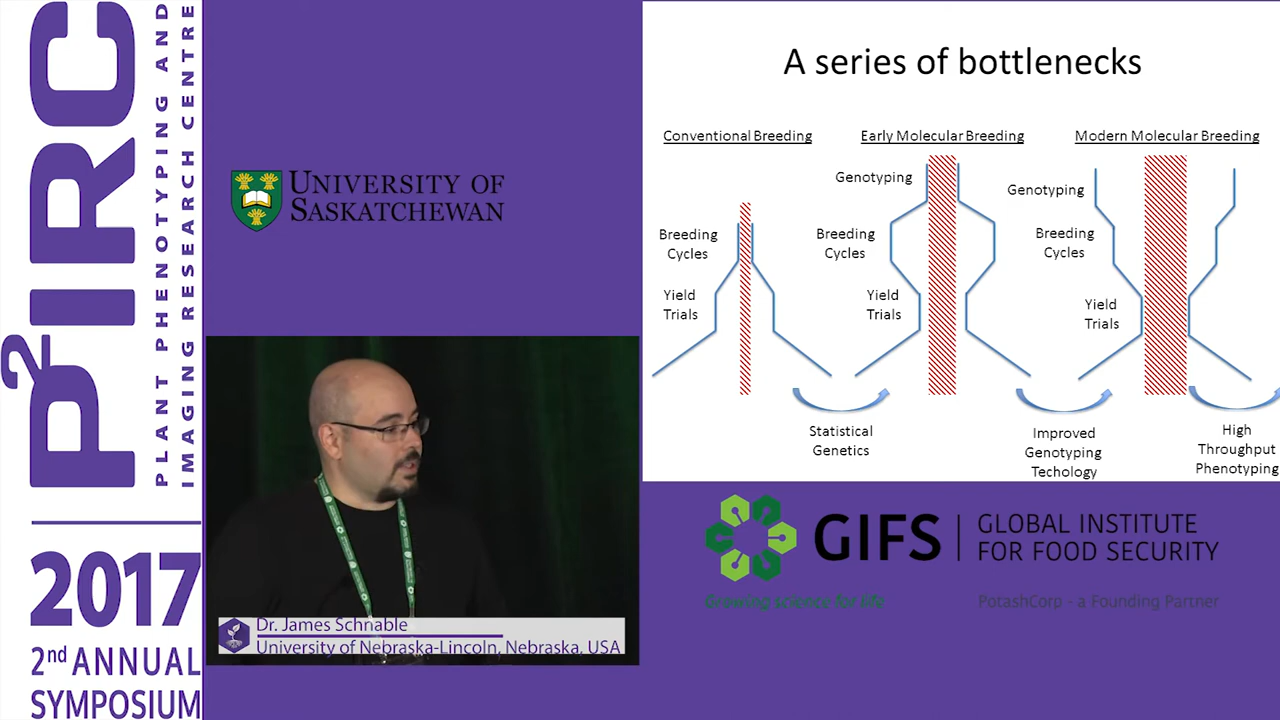 P²IRC
PLANT PHENOTYPING AND
IMAGING RESEARCH CENTRE
2017
2nd ANNUAL
SYMPOSIUM
UNIVERSITY OF
SASKATCHEWAN
Dr. James Schnable
University of Nebraska-Lincoln, Nebraska, USA
A series of bottlenecks
Conventional Breeding
Breeding
Cycles
Yield
Trials
Early Molecular Breeding
Genotyping
Breeding
Cycles
Yield
Trials
Modern Molecular Breeding
Genotyping
Breeding
Cycles
Yield
Trials
Statistical
Genetics
Improved
Genotyping
Techology
High
Throughput
Phenotyping
GIFS
GLOBAL INSTITUTE
FOR FOOD SECURITY
Growing science for life
PotashCorp - a Founding Partner